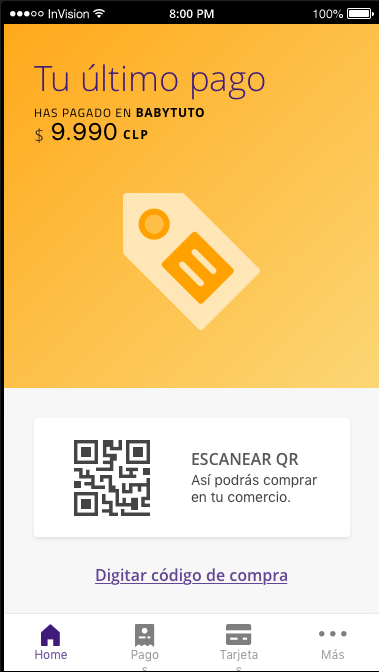 InVision 8:00 PM 100%
Tu último pago
HAS PAGADO EN BABYTUTO
$ 9.990 CLP
ESCANEAR QR
Así podrás comprar
en tu comercio.
Digitar código de compra
Home Pago Tarjeta Más
s s